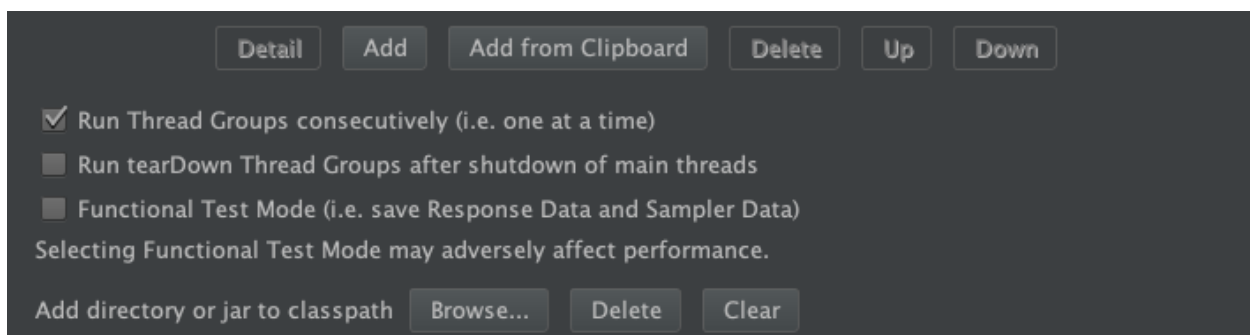 Detail Add Add from Clipboard Delete Up Down
Run Thread Groups consecutively (i.e. one at a time)
Run tearDown Thread Groups after shutdown of main threads
Functional Test Mode (i.e. save Response Data and Sampler Data)
Selecting Functional Test Mode may adversely affect performance.
Add directory or jar to classpath Browse... Delete Clear